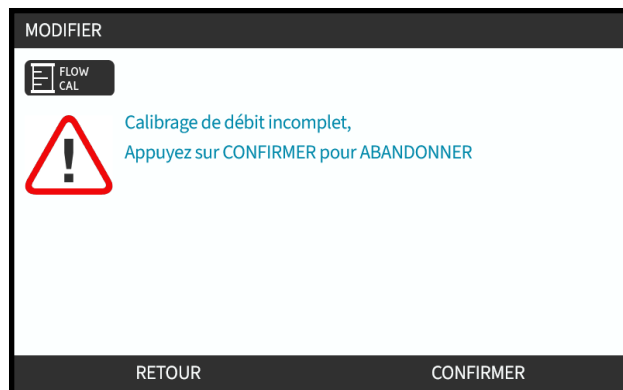 MODIFIER
FLOW
CAL
Calibrage de débit incomplet,
Appuyez sur CONFIRMER pour ABANDONNER
RETOUR
CONFIRMER